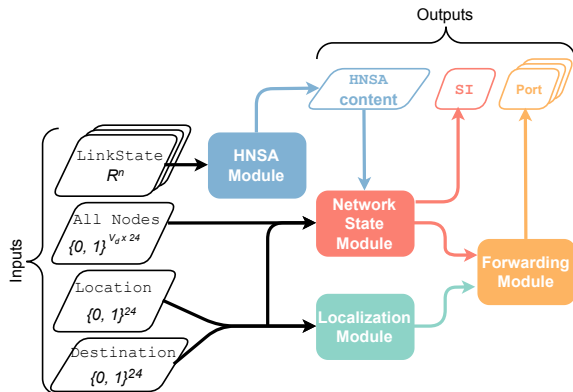 Outputs
HNSA
content
SI
Port
Inputs
LinkState
Rⁿ
HNSA
Module
All Nodes
{0, 1}^V_d x 24
Network
State
Module
Location
{0, 1}²⁴
Forwarding
Module
Localization
Module
Destination
{0, 1}²⁴